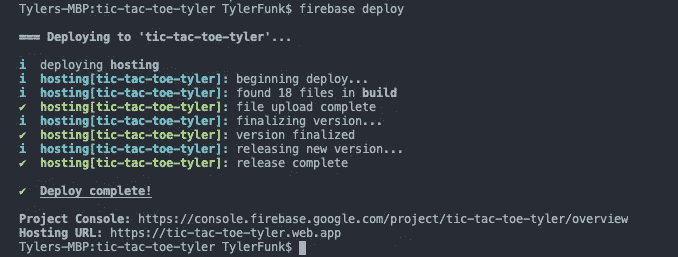 Tylers-MBP:tic-tac-toe-tyler TylerFunk$ firebase deploy
=== Deploying to 'tic-tac-toe-tyler'...
i deploying hosting
i hosting[tic-tac-toe-tyler]: beginning deploy...
i hosting[tic-tac-toe-tyler]: found 18 files in build
✔ hosting[tic-tac-toe-tyler]: file upload complete
i hosting[tic-tac-toe-tyler]: finalizing version...
✔ hosting[tic-tac-toe-tyler]: version finalized
i hosting[tic-tac-toe-tyler]: releasing new version...
✔ hosting[tic-tac-toe-tyler]: release complete
✔ Deploy complete!
Project Console: https://console.firebase.google.com/project/tic-tac-toe-tyler/overview
Hosting URL: https://tic-tac-toe-tyler.web.app
Tylers-MBP:tic-tac-toe-tyler TylerFunk$